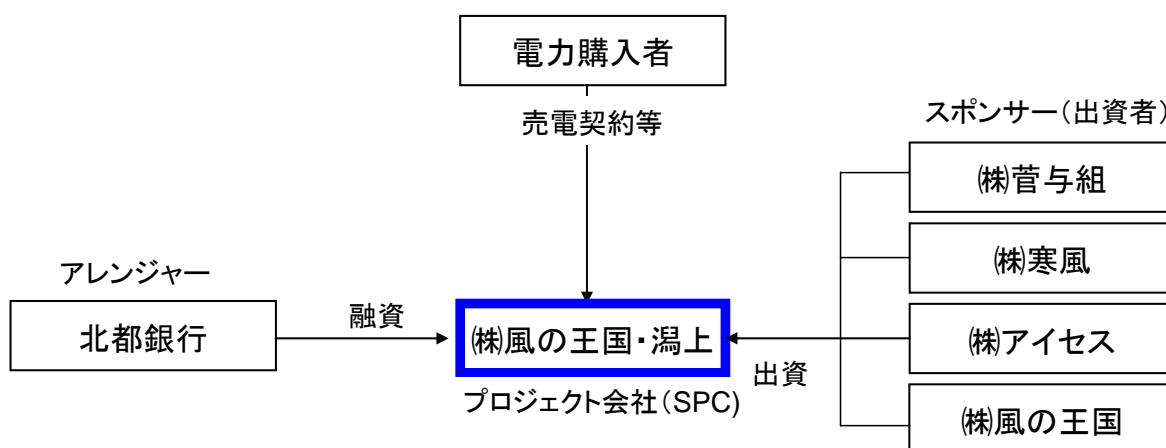 電力購入者
売電契約等
スポンサー(出資者)
㈱菅与組
㈱寒風
アレンジャー
北都銀行
融資
㈱風の王国・潟上
出資
㈱アイセス
プロジェクト会社(SPC)
㈱風の王国